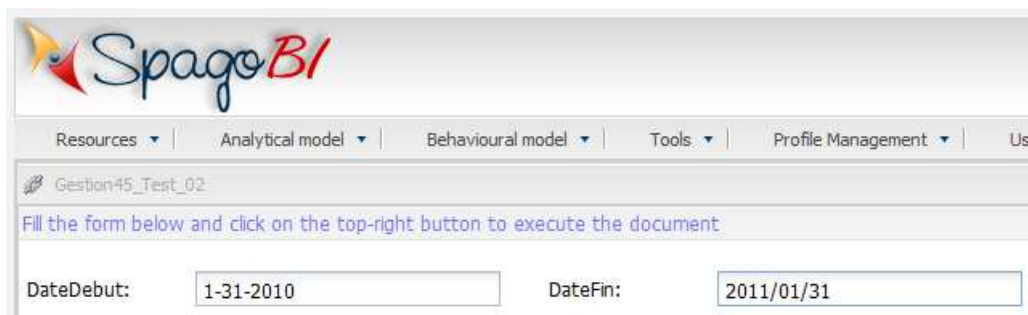 SpagoBI
Resources Analytical model Behavioural model Tools Profile Management Us
Gestion45_Test_02
Fill the form below and click on the top-right button to execute the document
DateDebut: 1-31-2010 DateFin: 2011/01/31